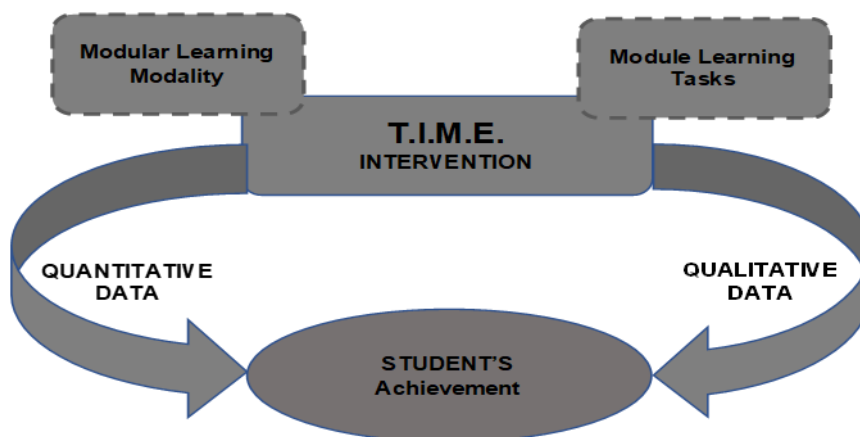 Modular Learning
Modality
Module Learning
Tasks
T.I.M.E.
INTERVENTION
QUANTITATIVE
DATA
QUALITATIVE
DATA
STUDENT'S
Achievement